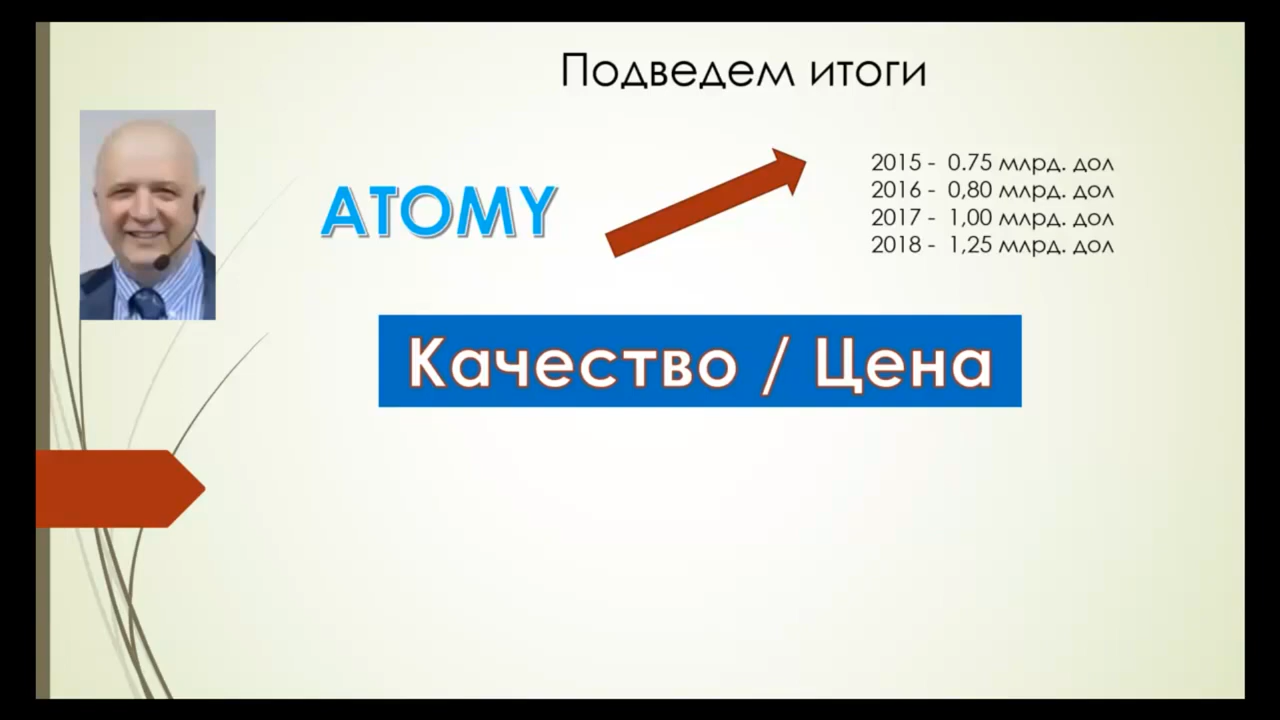 Подведем итоги
ATOMY
2015 - 0.75 млрд. дол
2016 - 0,80 млрд. дол
2017 - 1,00 млрд. дол
2018 - 1,25 млрд. дол
Качество / Цена